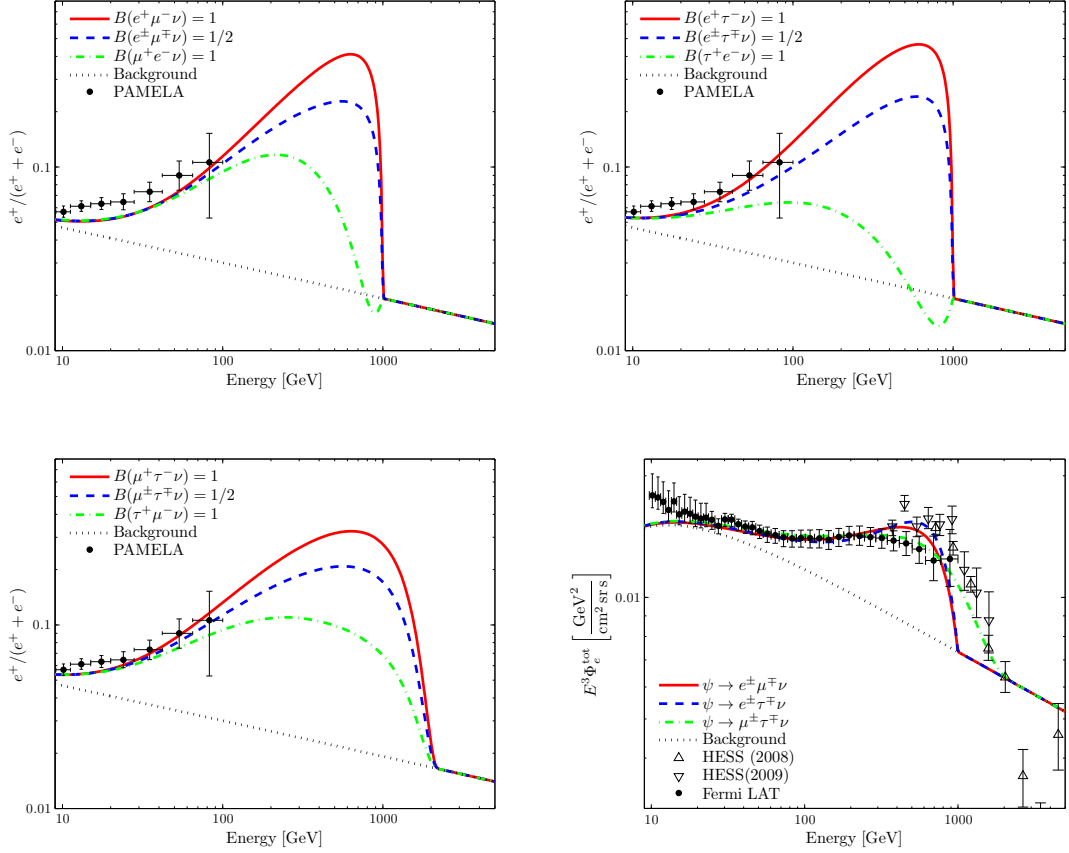 B(e⁺μ⁻ν) = 1
B(e±μ∓ν) = 1/2
B(μ⁺e⁻ν) = 1
Background
PAMELA
e⁺/(e⁺ + e⁻)
0.1
0.01
10
100
1000
Energy [GeV]
B(e⁺τ⁻ν) = 1
B(e±τ∓ν) = 1/2
B(τ⁺e⁻ν) = 1
Background
PAMELA
e⁺/(e⁺ + e⁻)
0.1
0.01
10
100
1000
Energy [GeV]
B(μ⁺τ⁻ν) = 1
B(μ±τ∓ν) = 1/2
B(τ⁺μ⁻ν) = 1
Background
PAMELA
e⁺/(e⁺ + e⁻)
0.1
0.01
10
100
1000
Energy [GeV]
E³Φₑᵗᵒᵗ [GeV²/cm² sr s]
0.01
ψ → e±μ∓ν
ψ → e±τ∓ν
ψ → μ±τ∓ν
Background
HESS (2008)
HESS(2009)
Fermi LAT
10
100
1000
Energy [GeV]